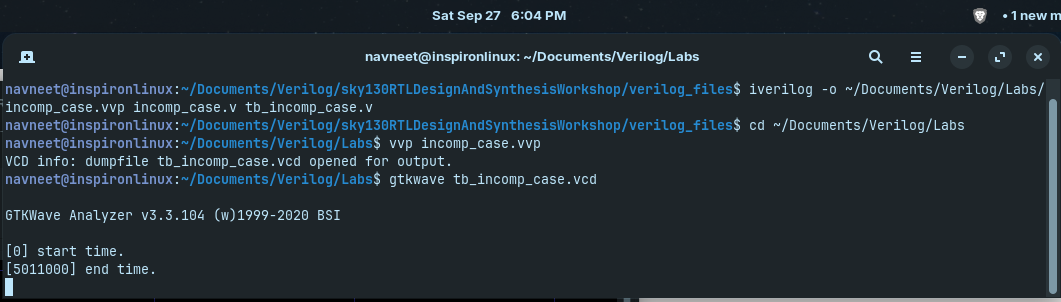 Sat Sep 27 6:04 PM
• 1 new m
navneet@inspironlinux: ~/Documents/Verilog/Labs
navneet@inspironlinux:~/Documents/Verilog/sky130RTLDesignAndSynthesisWorkshop/verilog_files$ iverilog -o ~/Documents/Verilog/Labs/
incomp_case.vvp incomp_case.v tb_incomp_case.v
navneet@inspironlinux:~/Documents/Verilog/sky130RTLDesignAndSynthesisWorkshop/verilog_files$ cd ~/Documents/Verilog/Labs
navneet@inspironlinux:~/Documents/Verilog/Labs$ vvp incomp_case.vvp
VCD info: dumpfile tb_incomp_case.vcd opened for output.
navneet@inspironlinux:~/Documents/Verilog/Labs$ gtkwave tb_incomp_case.vcd
GTKWave Analyzer v3.3.104 (w)1999-2020 BSI
[0] start time.
[5011000] end time.